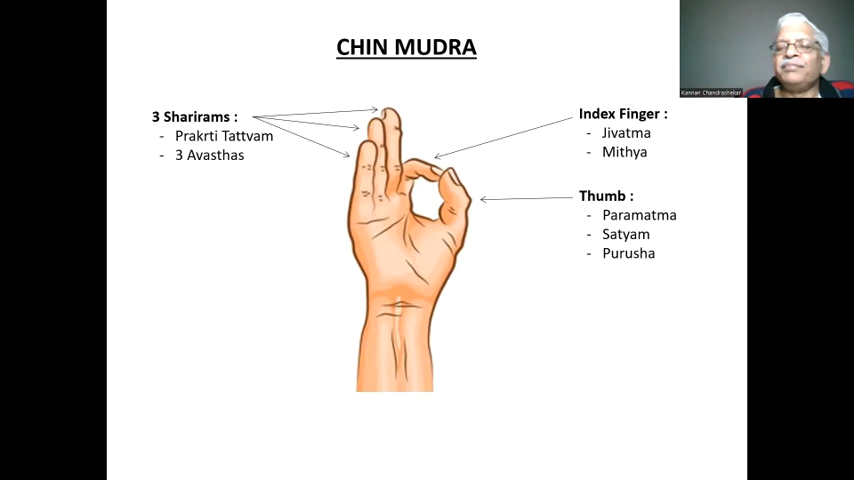 CHIN MUDRA
3 Sharirams :
- Prakrti Tattvam
- 3 Avasthas
Index Finger :
- Jivatma
- Mithya
Thumb :
- Paramatma
- Satyam
- Purusha
Kannan Chandrashekar